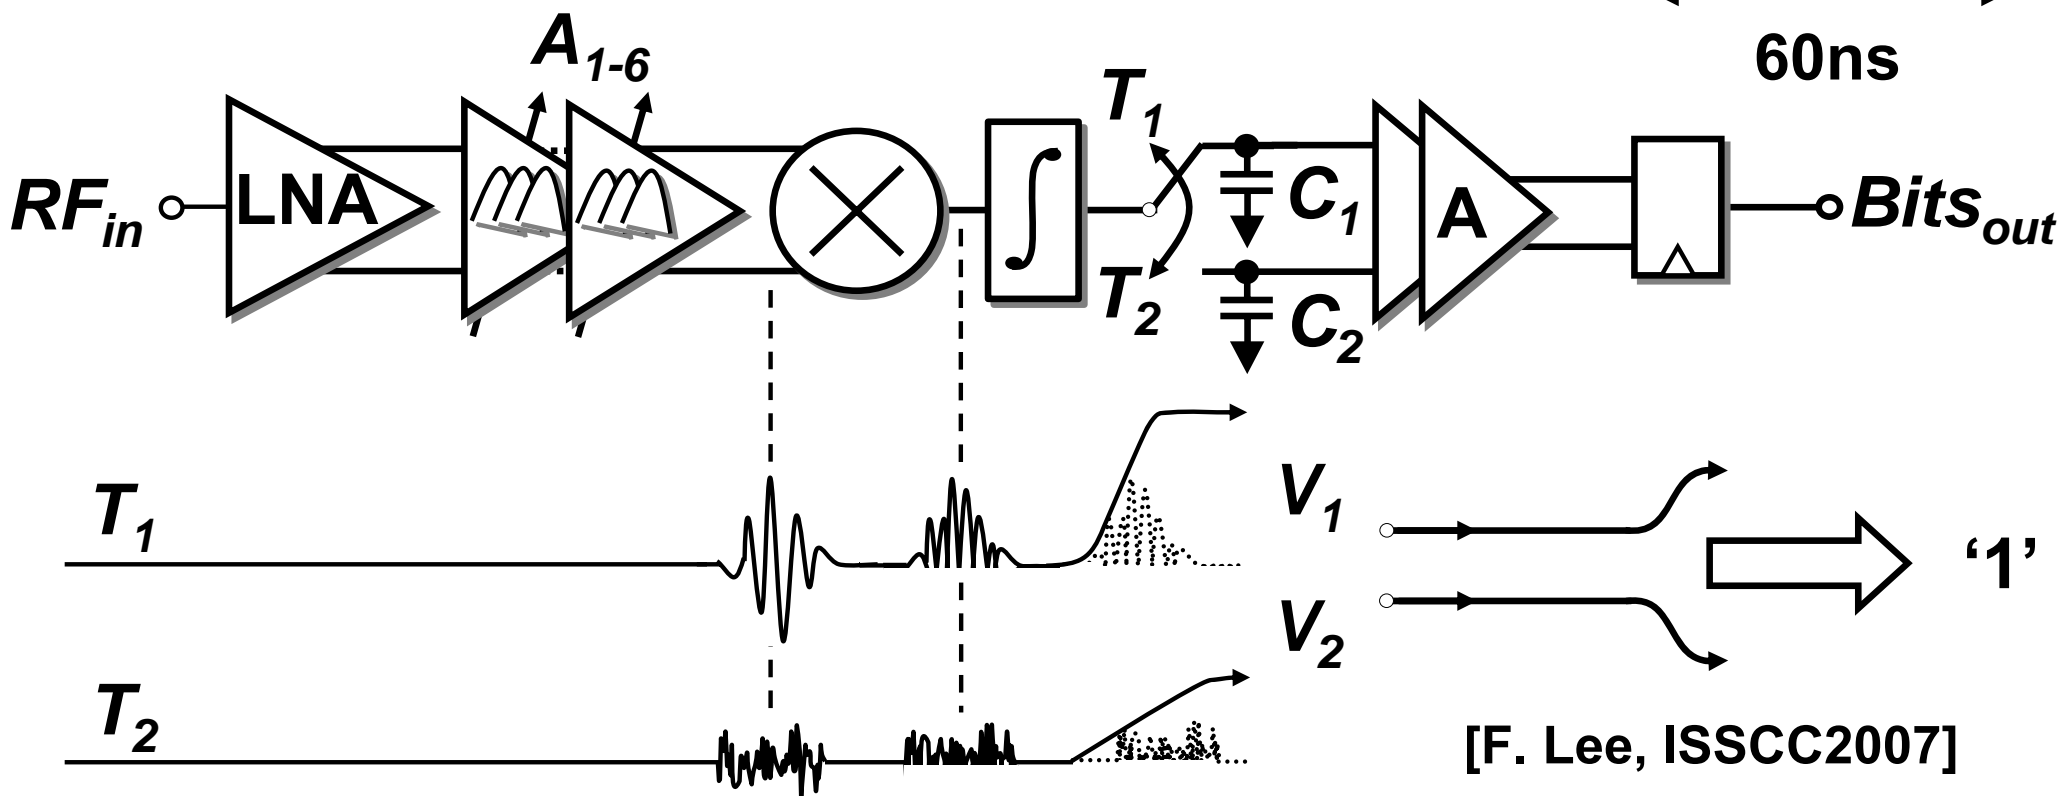 60ns
A1-6
RFin
LNA
T1
T2
C1
C2
A
Bitsout
T1
V1
V2
‘1’
T2
[F. Lee, ISSCC2007]